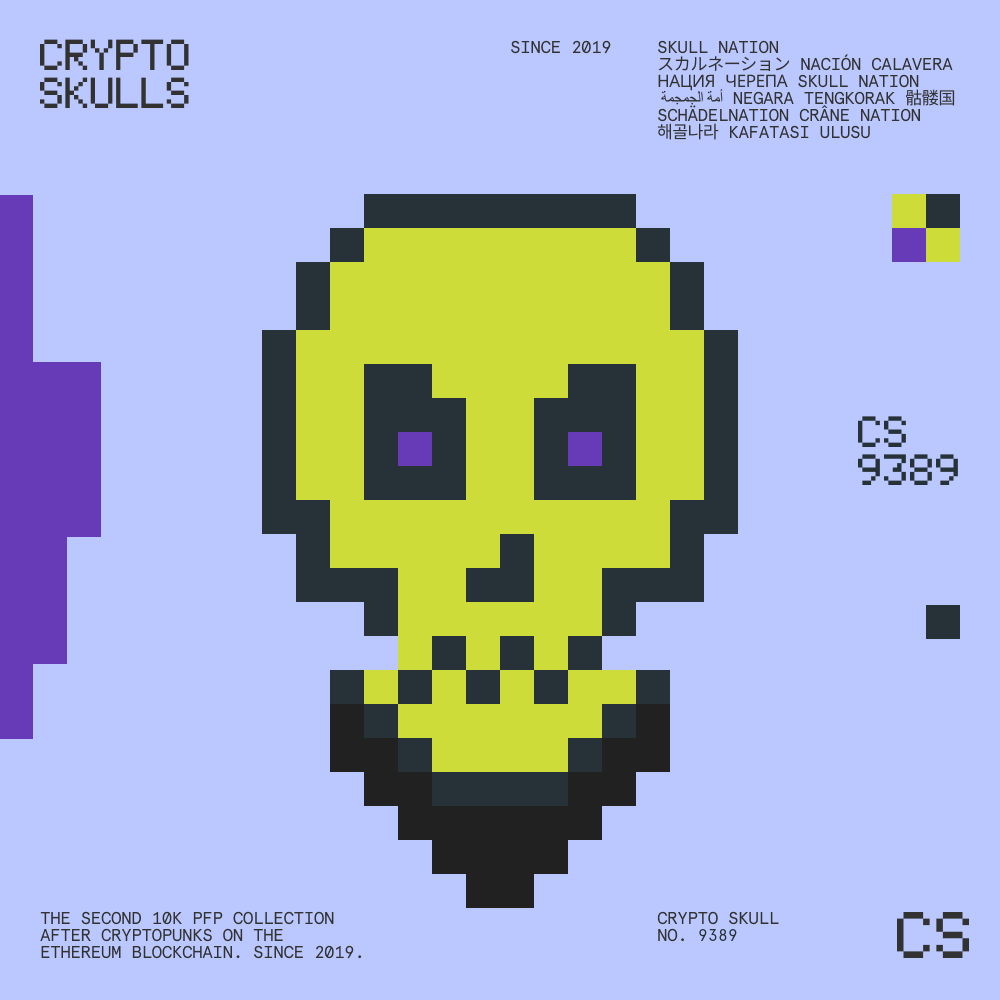 CRYPTO
SKULLS
SINCE 2019
SKULL NATION
スカルネーション NACIÓN CALAVERA
НАЦИЯ ЧЕРЕПА SKULL NATION
أمة الجمجمة NEGARA TENGKORAK 骷髅国
SCHÄDELNATION CRÂNE NATION
해골나라 KAFATASI ULUSU
CS
9389
THE SECOND 10K PFP COLLECTION
AFTER CRYPTOPUNKS ON THE
ETHEREUM BLOCKCHAIN. SINCE 2019.
CRYPTO SKULL
NO. 9389
CS